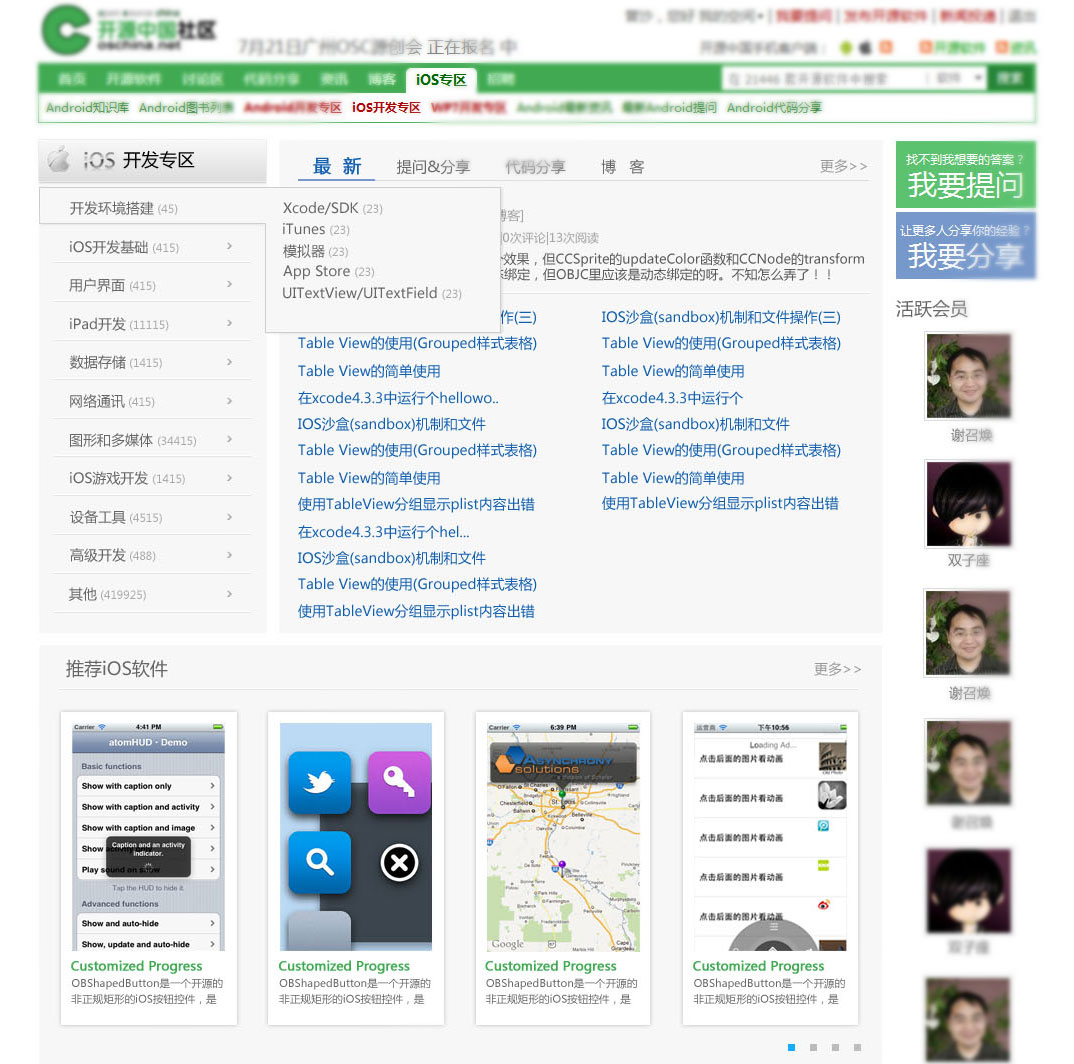 开源中国社区
oschina.net
7月21日广州OSC源创会 正在报名 中
我要提问 | 发布开源软件
开源中国手机客户端：
开源软件
首页 开源软件 讨论区 代码分享 资讯 博客 iOS专区 招聘
软件 搜索
Android知识库 Android图书列表 Android开发专区 iOS开发专区 WP7开发专区 Android最新资讯 最新Android提问 Android代码分享
iOS 开发专区
开发环境搭建 (45)
iOS开发基础 (415)
用户界面 (415)
iPad开发 (11115)
数据存储 (1415)
网络通讯 (415)
图形和多媒体 (34415)
iOS游戏开发 (1415)
设备工具 (4515)
高级开发 (488)
其他 (419925)
Xcode/SDK (23)
iTunes (23)
模拟器 (23)
App Store (23)
UITextView/UITextField (23)
最 新 提问&分享 代码分享 博 客 更多>>
博客]
|0次评论|13次阅读
效果，但CCSprite的updateColor函数和CCNode的transform
绑定，但OBJC里应该是动态绑定的呀。不知怎么弄了！！
作(三)
Table View的使用(Grouped样式表格)
Table View的简单使用
在xcode4.3.3中运行个hellowo..
IOS沙盒(sandbox)机制和文件
Table View的使用(Grouped样式表格)
Table View的简单使用
使用TableView分组显示plist内容出错
在xcode4.3.3中运行个hel...
IOS沙盒(sandbox)机制和文件
Table View的使用(Grouped样式表格)
使用TableView分组显示plist内容出错
IOS沙盒(sandbox)机制和文件操作(三)
Table View的使用(Grouped样式表格)
Table View的简单使用
在xcode4.3.3中运行个
IOS沙盒(sandbox)机制和文件
Table View的使用(Grouped样式表格)
Table View的简单使用
使用TableView分组显示plist内容出错
找不到我想要的答案？
我要提问
让更多人分享你的经验？
我要分享
活跃会员
谢召焕
双子座
谢召焕
谢召焕
双子座
推荐iOS软件 更多>>
Carrier 4:41 PM
atomHUD - Demo
Basic functions
Show with caption only
Show with caption and activity
Show with caption and image
Caption and an activity
indicator.
Play sound on show
Tap the HUD to hide it.
Advanced functions
Show and auto-hide
Show, update and auto-hide
Customized Progress
OBShapedButton是一个开源的
非正规矩形的iOS按钮控件，是
Customized Progress
OBShapedButton是一个开源的
非正规矩形的iOS按钮控件，是
Carrier 6:39 PM
Asynchrony
solutions
Google
Customized Progress
OBShapedButton是一个开源的
非正规矩形的iOS按钮控件，是
运营商 下午10:56
Loading Ad...
点击后面的图片看动画
点击后面的图片看动画
点击后面的图片看动画
点击后面的图片看动画
点击后面的图片看动画
Customized Progress
OBShapedButton是一个开源的
非正规矩形的iOS按钮控件，是